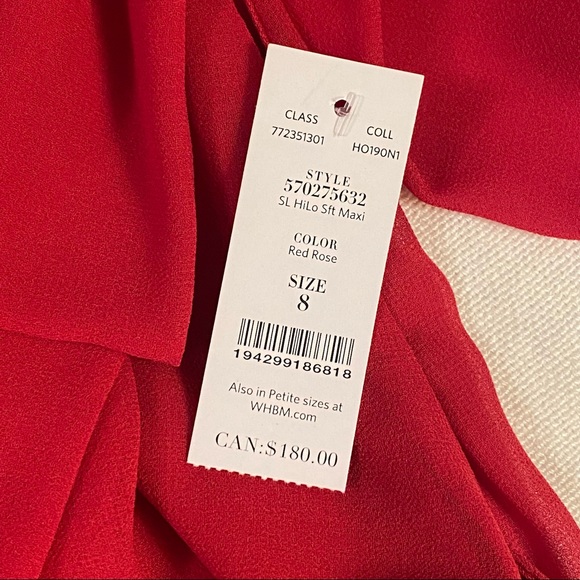 CLASS
772351301
COLL
HO190N1
STYLE
570275632
SL HiLo Sft Maxi
COLOR
Red Rose
SIZE
8
194299186818
Also in Petite sizes at
WHBM.com
CAN:$180.00